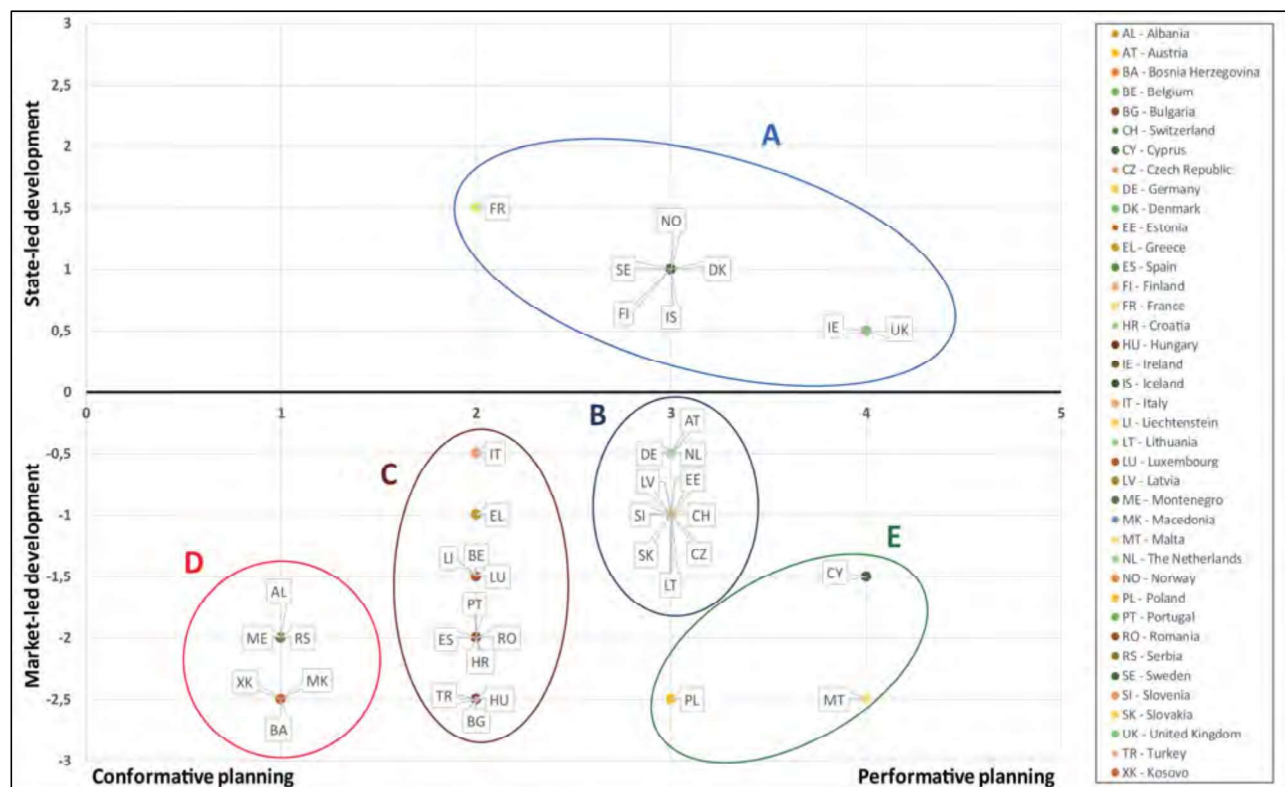 3
2,5
2
1,5
1
0,5
0
-0,5
-1
-1,5
-2
-2,5
-3
State-led development
Market-led development
0
1
2
3
4
5
Conformative planning
Performative planning
A
FR
NO
SE
DK
FI
IS
IE
UK
B
AT
DE
NL
LV
EE
SI
CH
SK
CZ
LT
C
IT
EL
LI
BE
LU
PT
ES
RO
HR
TR
HU
BG
D
AL
ME
RS
XK
MK
BA
E
CY
PL
MT
AL - Albania
AT - Austria
BA - Bosnia Herzegovina
BE - Belgium
BG - Bulgaria
CH - Switzerland
CY - Cyprus
CZ - Czech Republic
DE - Germany
DK - Denmark
EE - Estonia
EL - Greece
ES - Spain
FI - Finland
FR - France
HR - Croatia
HU - Hungary
IE - Ireland
IS - Iceland
IT - Italy
LI - Liechtenstein
LT - Lithuania
LU - Luxembourg
LV - Latvia
ME - Montenegro
MK - Macedonia
MT - Malta
NL - The Netherlands
NO - Norway
PL - Poland
PT - Portugal
RO - Romania
RS - Serbia
SE - Sweden
SI - Slovenia
SK - Slovakia
UK - United Kingdom
TR - Turkey
XK - Kosovo